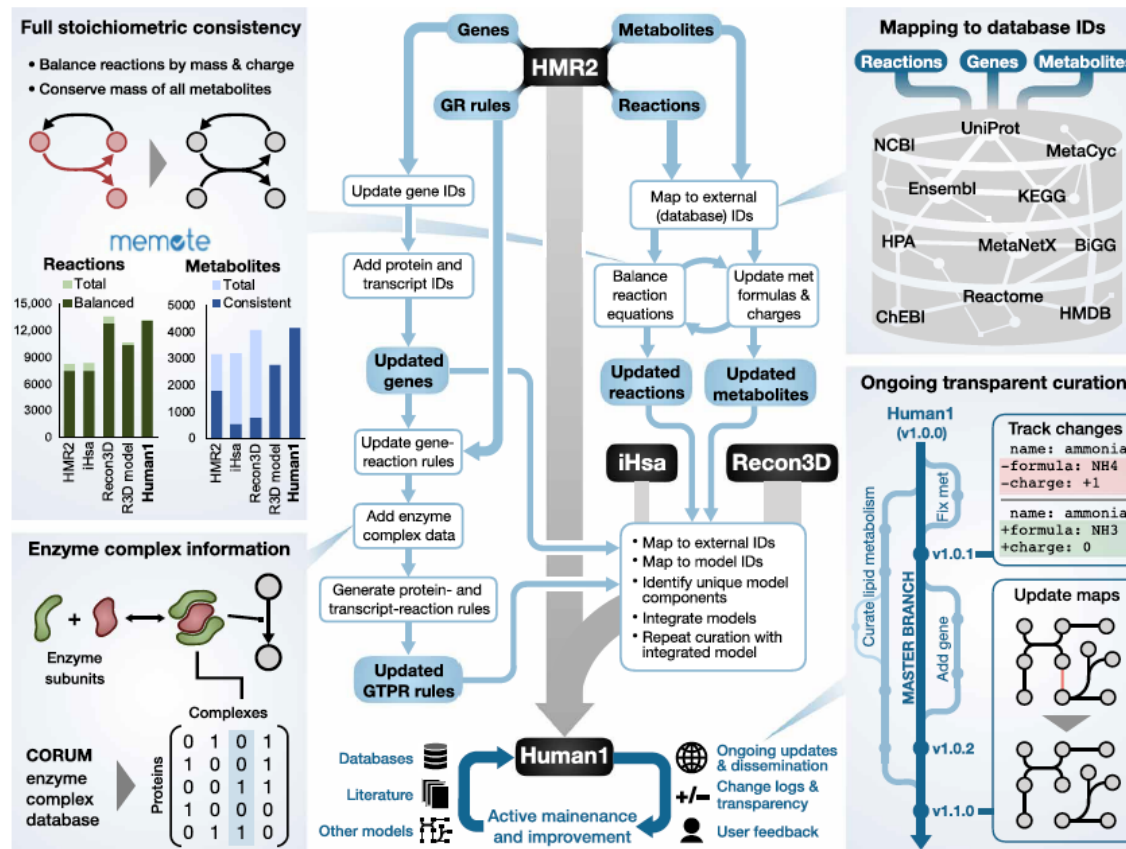 Full stoichiometric consistency
• Balance reactions by mass & charge
• Conserve mass of all metabolites
memote
Reactions
Total
Balanced
15,000
12,000
9000
6000
3000
0
HMR2
iHsa
Recon3D
R3D model
Human1
Metabolites
Total
Consistent
5000
4000
3000
2000
1000
0
HMR2
iHsa
Recon3D
R3D model
Human1
Enzyme complex information
+
Enzyme
subunits
Complexes
CORUM
enzyme
complex
database
Proteins
0 1 0 1
1 0 0 1
0 0 1 1
1 0 0 0
0 1 1 0
Genes
Metabolites
HMR2
GR rules
Reactions
Update gene IDs
Map to external
(database) IDs
Add protein and
transcript IDs
Balance
reaction
equations
Update met
formulas &
charges
Updated
genes
Updated
reactions
Updated
metabolites
Update gene-
reaction rules
iHsa
Recon3D
Add enzyme
complex data
Generate protein- and
transcript-reaction rules
Updated
GTPR rules
• Map to external IDs
• Map to model IDs
• Identify unique model
components
• Integrate models
• Repeat curation with
integrated model
Human1
Databases
Literature
Other models
Active mainenance
and improvement
Ongoing updates
& dissemination
+/− Change logs &
transparency
User feedback
Mapping to database IDs
Reactions
Genes
Metabolites
UniProt
NCBI
MetaCyc
Ensembl
KEGG
HPA
MetaNetX
BiGG
Reactome
ChEBI
HMDB
Ongoing transparent curation
Human1
(v1.0.0)
Curate lipid metabolism
MASTER BRANCH
Fix met
Add gene
v1.0.1
v1.0.2
v1.1.0
Track changes
name: ammonia
-formula: NH4
-charge: +1
name: ammonia
+formula: NH3
+charge: 0
Update maps